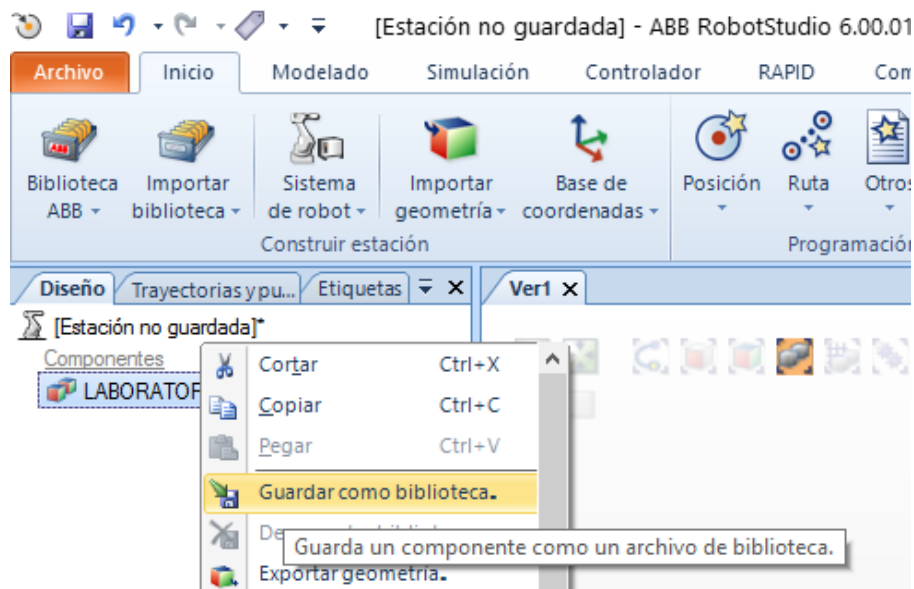 [Estación no guardada] - ABB RobotStudio 6.00.01
Archivo Inicio Modelado Simulación Controlador RAPID Com
Biblioteca ABB Importar biblioteca Sistema de robot Importar geometría Base de coordenadas Posición Ruta Otros
Construir estación Programación
Diseño Trayectorias y pu... Etiquetas Ver1
[Estación no guardada]*
Componentes
LABORATOR
Cortar Ctrl+X
Copiar Ctrl+C
Pegar Ctrl+V
Guardar como biblioteca.
Guarda un componente como un archivo de biblioteca.
Exportar geometría.